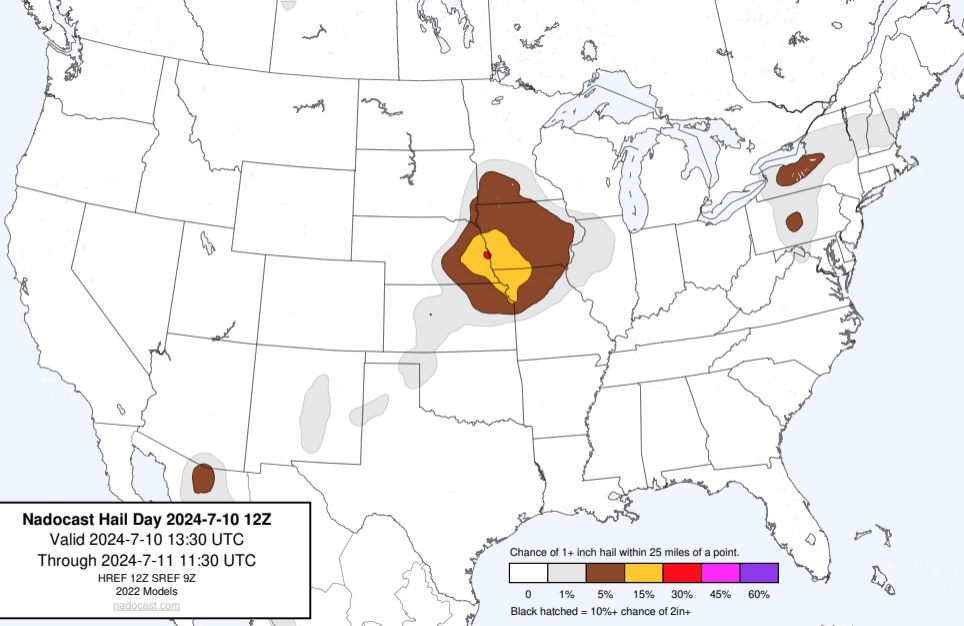 Nadocast Hail Day 2024-7-10 12Z
Valid 2024-7-10 13:30 UTC
Through 2024-7-11 11:30 UTC
HREF 12Z SREF 9Z
2022 Models
nadocast.com
Chance of 1+ inch hail within 25 miles of a point.
0 1% 5% 15% 30% 45% 60%
Black hatched = 10%+ chance of 2in+